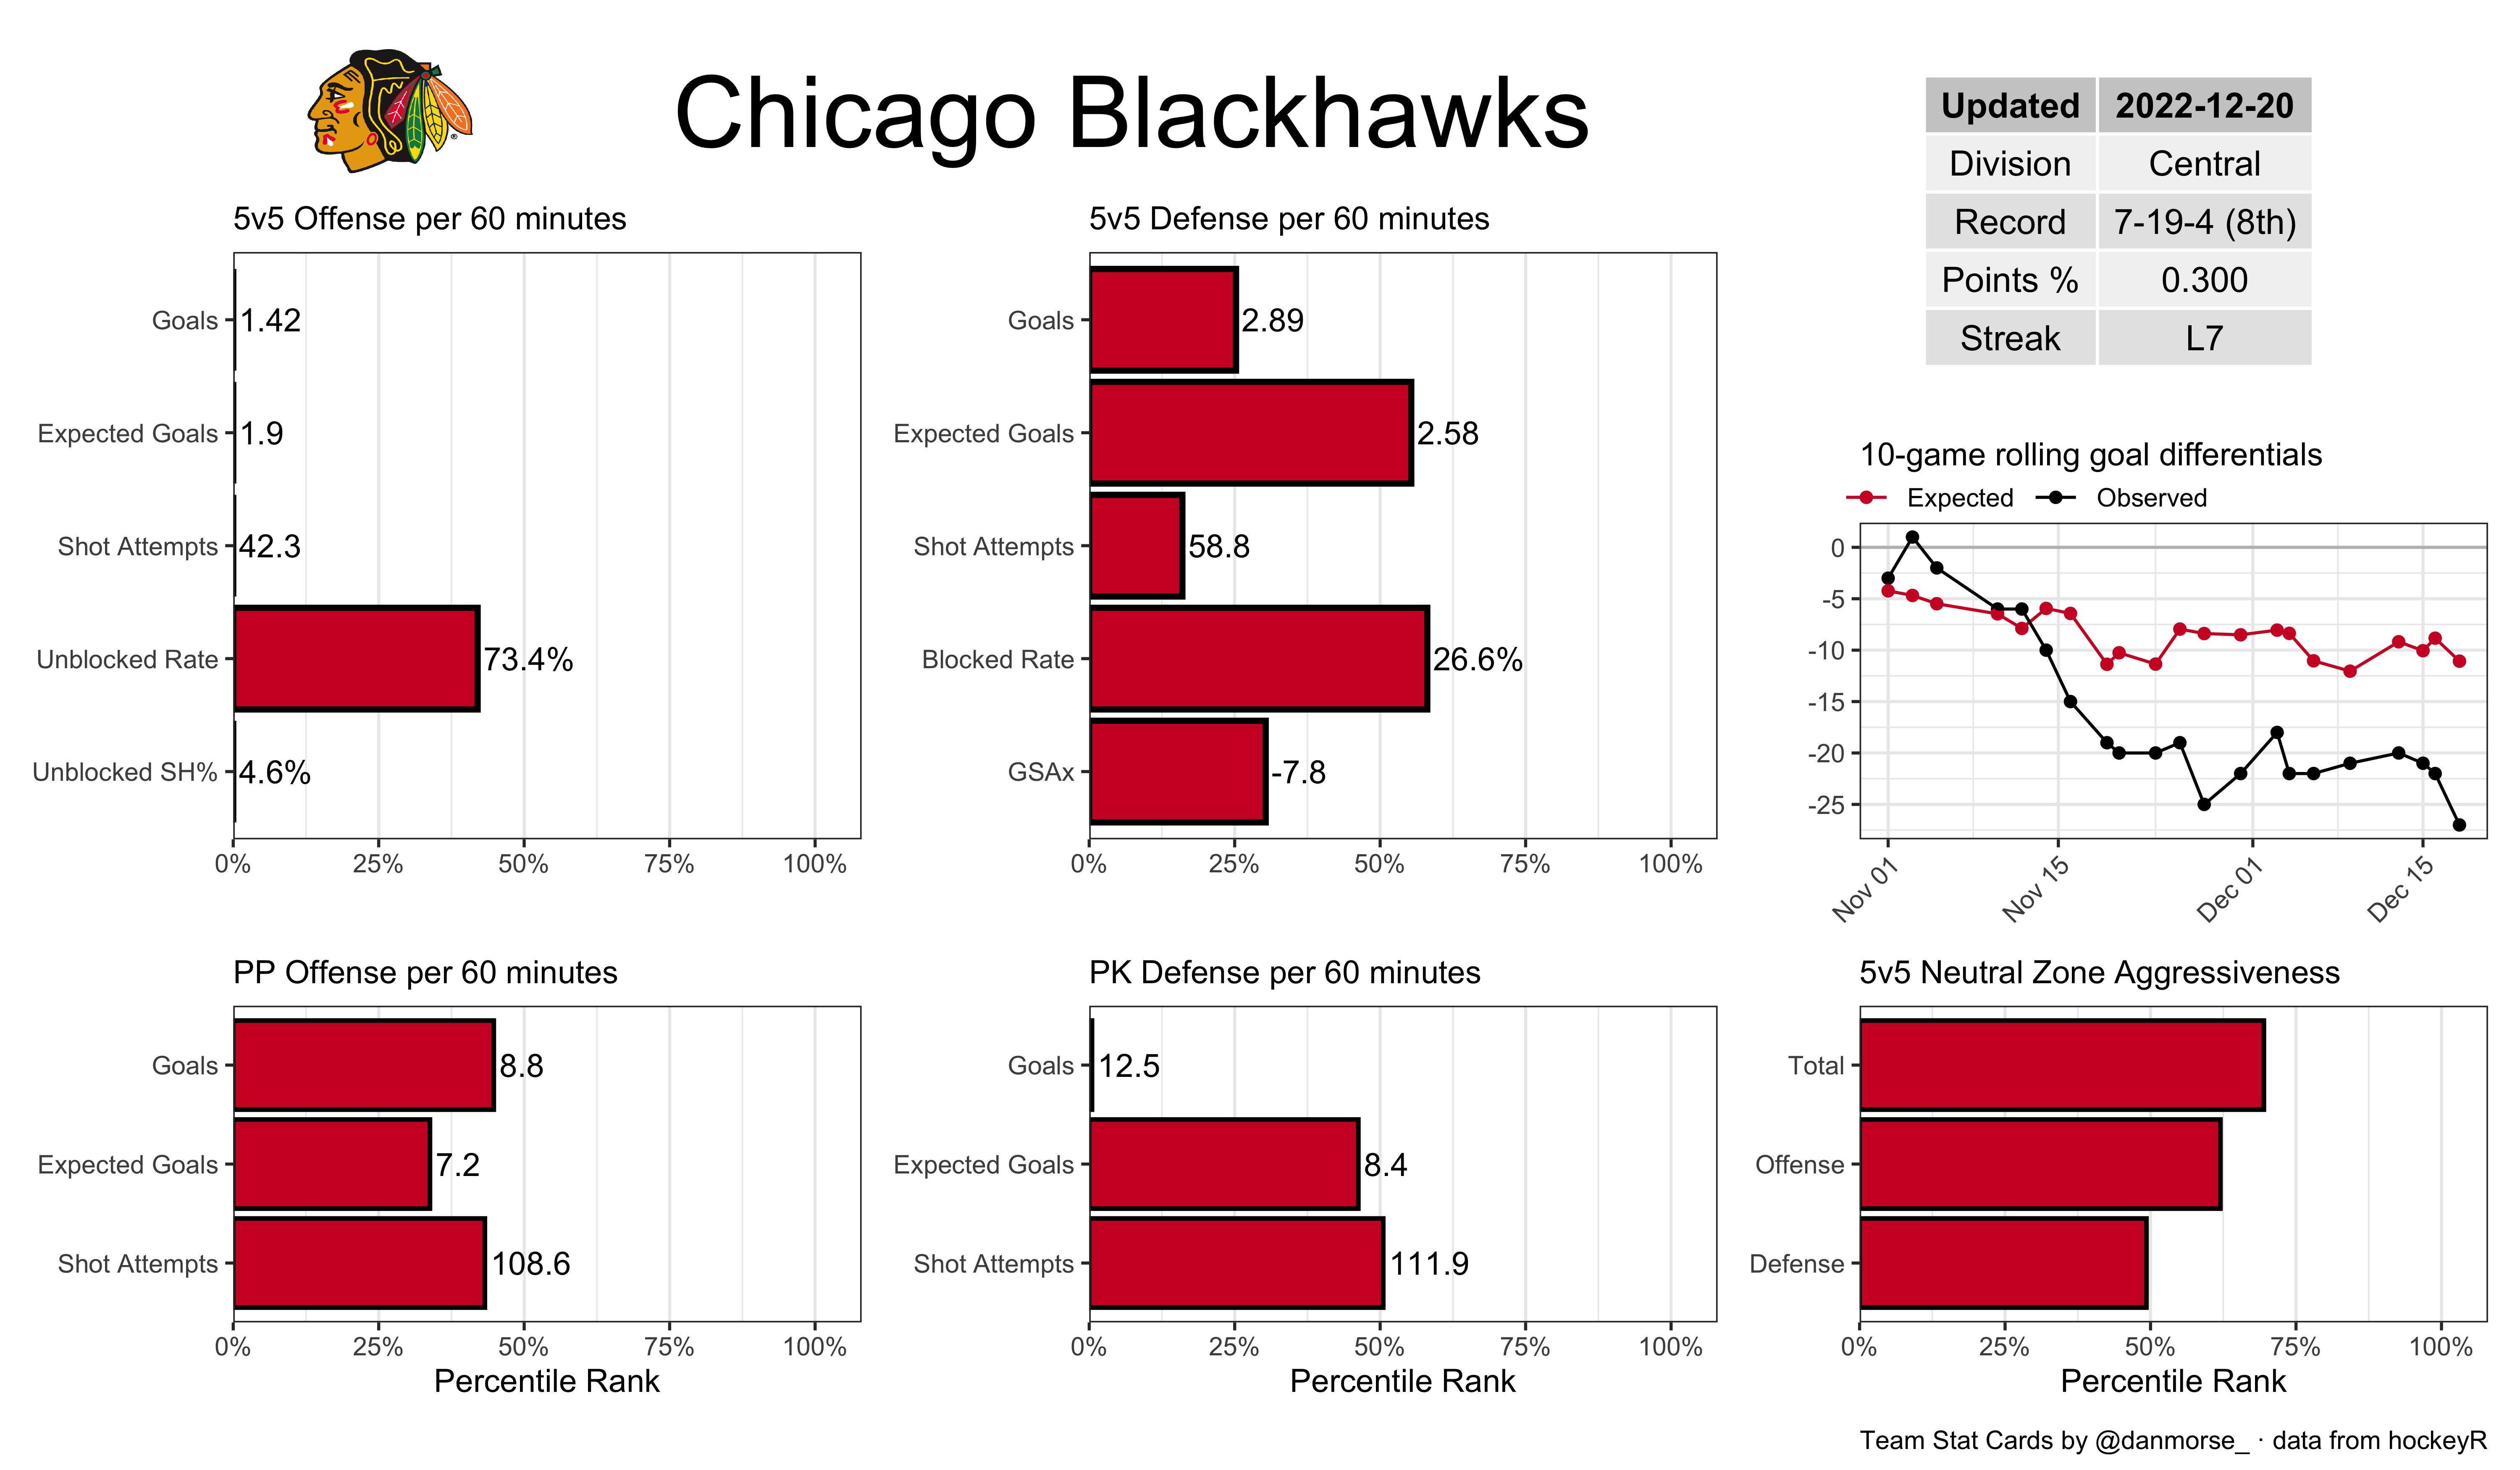 Chicago Blackhawks
Updated 2022-12-20
Division Central
Record 7-19-4 (8th)
Points % 0.300
Streak L7
5v5 Offense per 60 minutes
Goals 1.42
Expected Goals 1.9
Shot Attempts 42.3
Unblocked Rate 73.4%
Unblocked SH% 4.6%
0% 25% 50% 75% 100%
5v5 Defense per 60 minutes
Goals 2.89
Expected Goals 2.58
Shot Attempts 58.8
Blocked Rate 26.6%
GSAx -7.8
0% 25% 50% 75% 100%
10-game rolling goal differentials
Expected Observed
0
-5
-10
-15
-20
-25
Nov 01 Nov 15 Dec 01 Dec 15
PP Offense per 60 minutes
Goals 8.8
Expected Goals 7.2
Shot Attempts 108.6
0% 25% 50% 75% 100%
Percentile Rank
PK Defense per 60 minutes
Goals 12.5
Expected Goals 8.4
Shot Attempts 111.9
0% 25% 50% 75% 100%
Percentile Rank
5v5 Neutral Zone Aggressiveness
Total
Offense
Defense
0% 25% 50% 75% 100%
Percentile Rank
Team Stat Cards by @danmorse_ · data from hockeyR